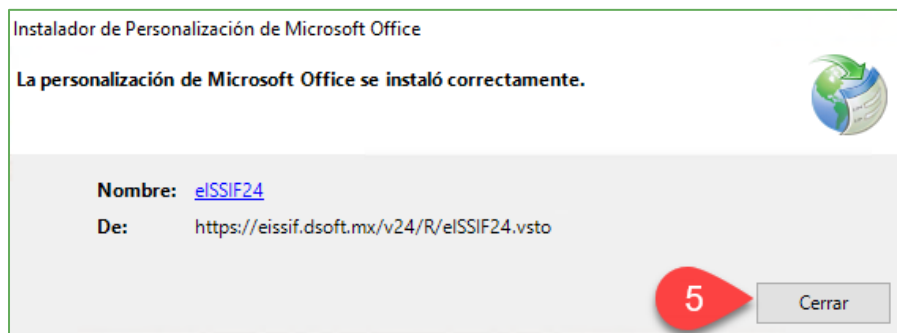 Instalador de Personalización de Microsoft Office
La personalización de Microsoft Office se instaló correctamente.
Nombre: eISSIF24
De: https://eissif.dsoft.mx/v24/R/eISSIF24.vsto
5
Cerrar